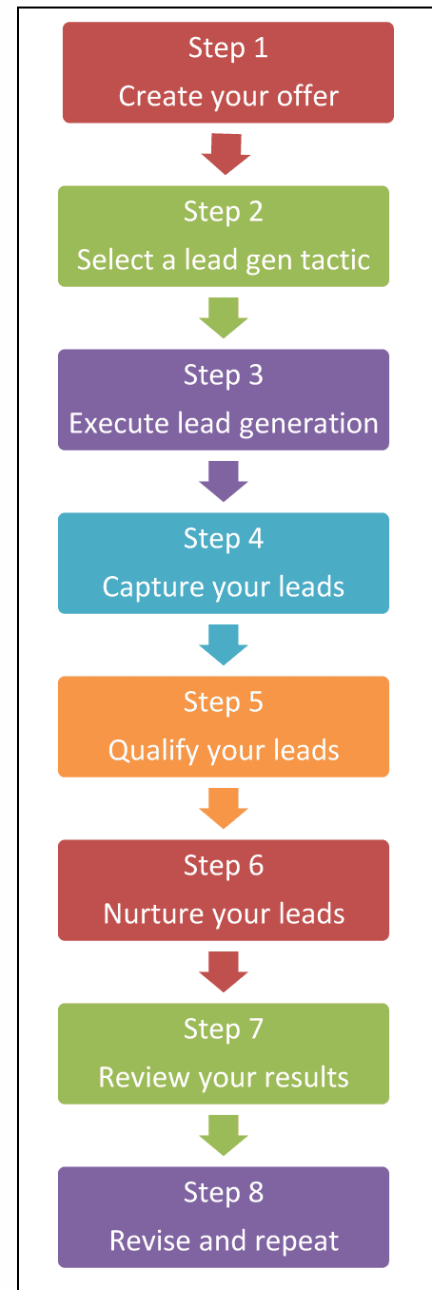 Step 1
Create your offer
Step 2
Select a lead gen tactic
Step 3
Execute lead generation
Step 4
Capture your leads
Step 5
Qualify your leads
Step 6
Nurture your leads
Step 7
Review your results
Step 8
Revise and repeat